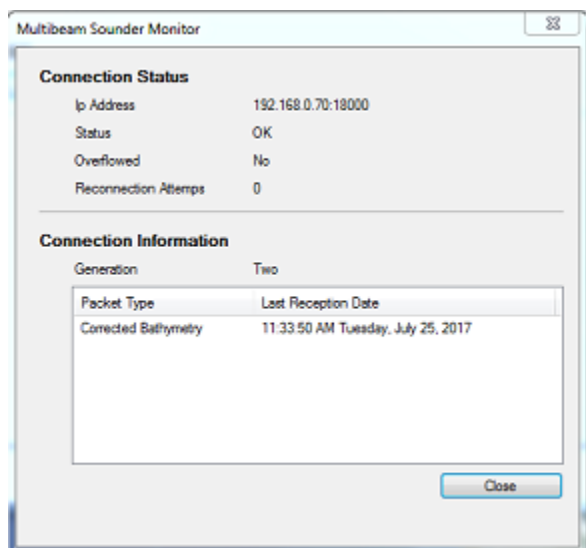 Multibeam Sounder Monitor
Connection Status
Ip Address 192.168.0.70:18000
Status OK
Overflowed No
Reconnection Attemps 0
Connection Information
Generation Two
Packet Type Last Reception Date
Corrected Bathymetry 11:33:50 AM Tuesday, July 25, 2017
Close